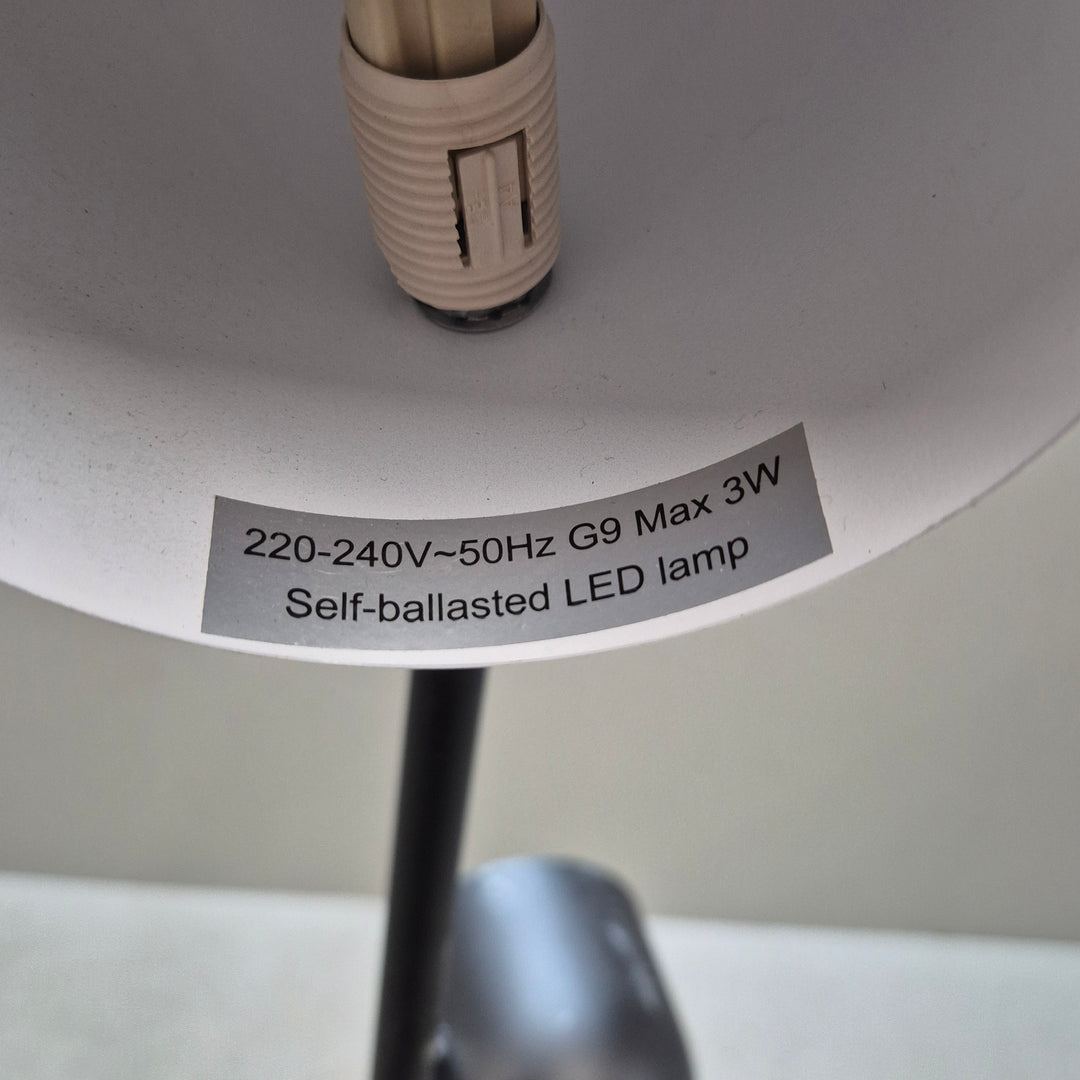 220-240V~50Hz G9 Max 3W
Self-ballasted LED lamp